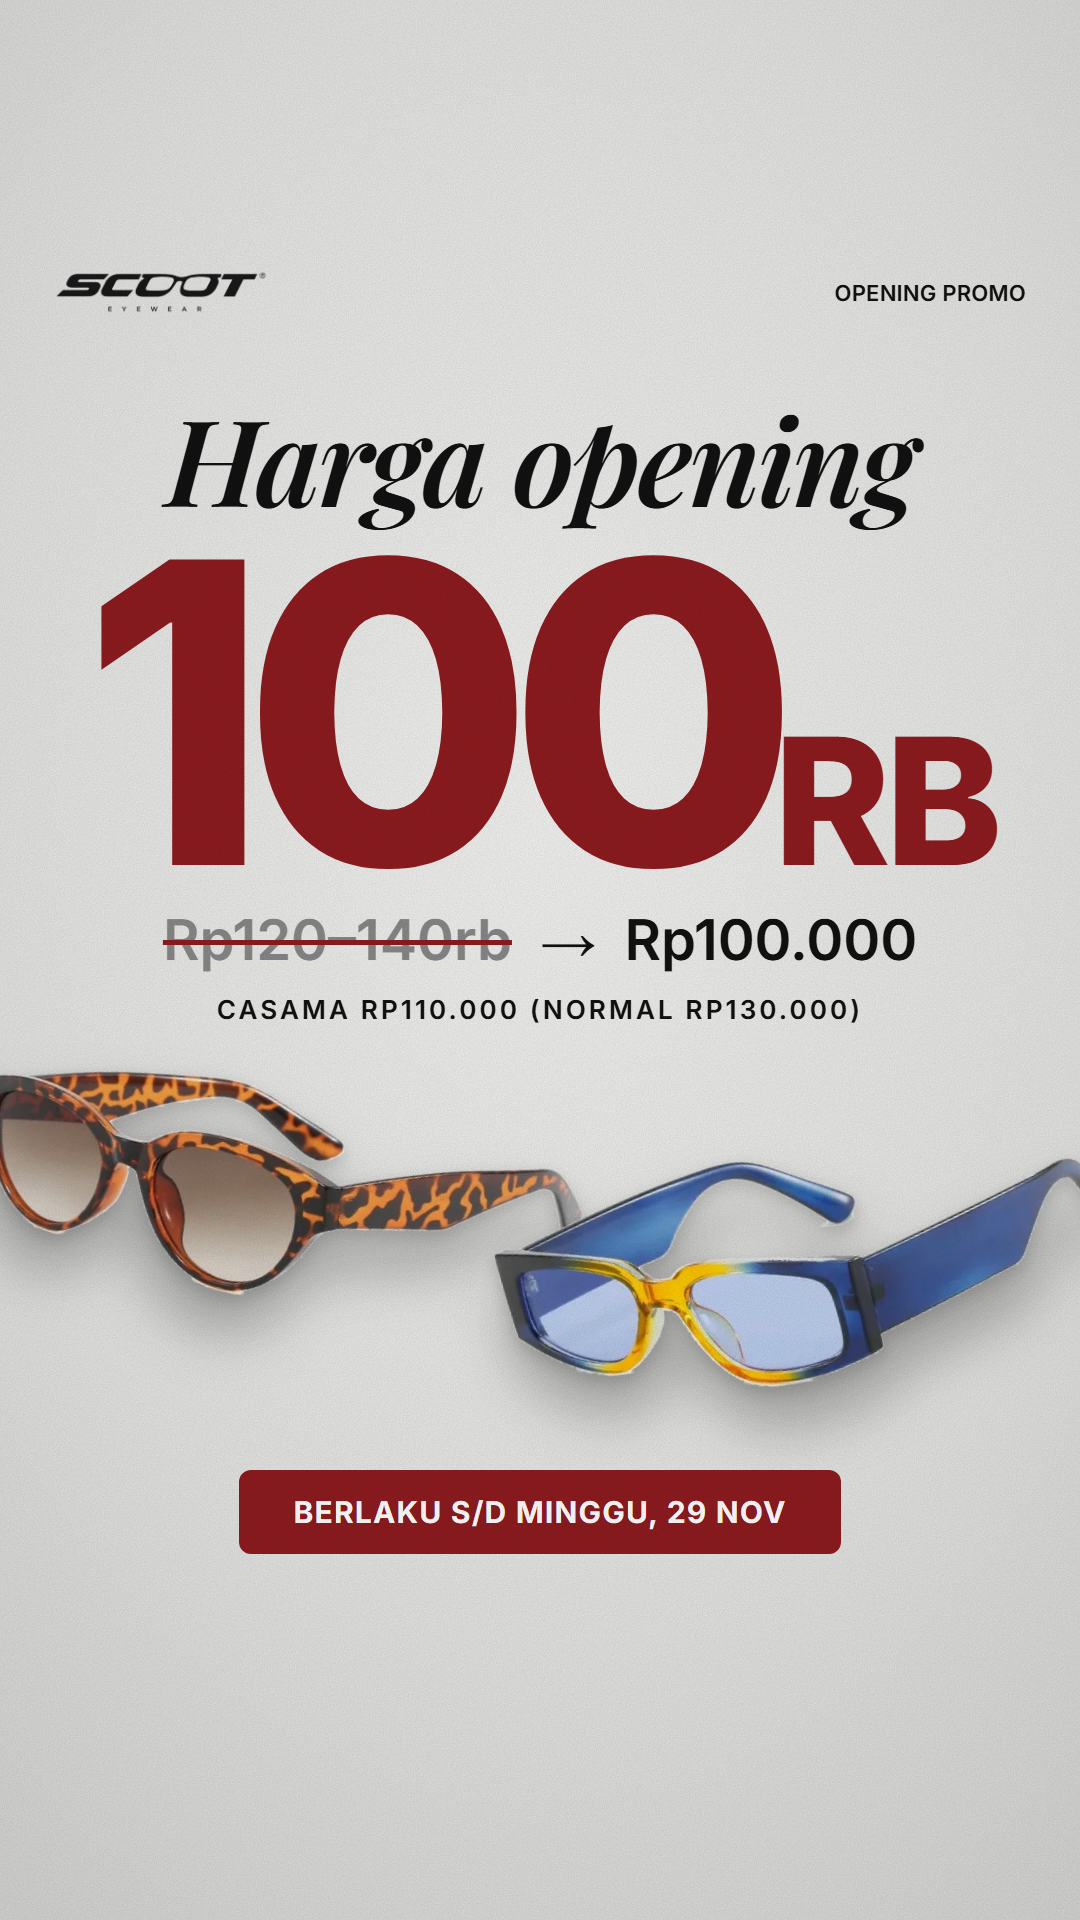 SCOOT®
EYEWEAR
OPENING PROMO
Harga opening
100RB
Rp120–140rb → Rp100.000
CASAMA RP110.000 (NORMAL RP130.000)
BERLAKU S/D MINGGU, 29 NOV